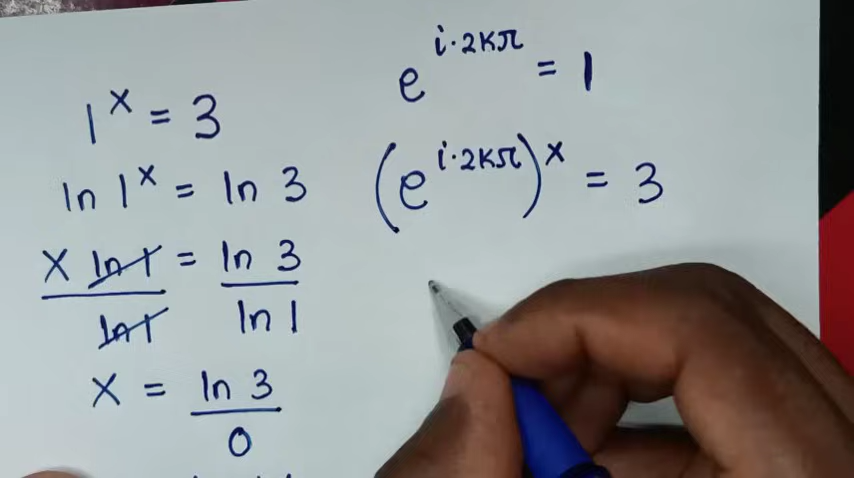 1^x = 3
ln 1^x = ln 3
x ln 1 / ln 1 = ln 3 / ln 1
x = ln 3 / 0
e^(i·2kπ) = 1
(e^(i·2kπ))^x = 3